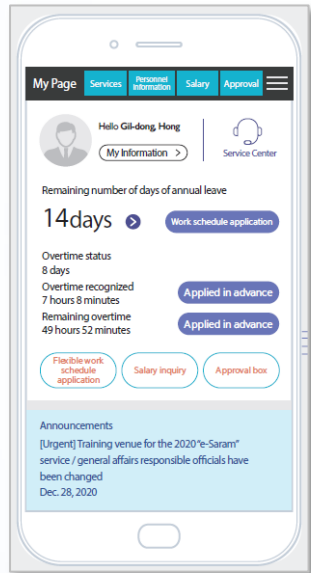 My Page Services Personnel information Salary Approval
Hello Gil-dong, Hong
My Information >
Service Center
Remaining number of days of annual leave
14days > Work schedule application
Overtime status
8 days
Overtime recognized
7 hours 8 minutes
Applied in advance
Remaining overtime
49 hours 52 minutes
Applied in advance
Flexible work
schedule
application
Salary inquiry
Approval box
Announcements
[Urgent] Training venue for the 2020 “e-Saram”
service / general affairs responsible officials have
been changed
Dec. 28, 2020